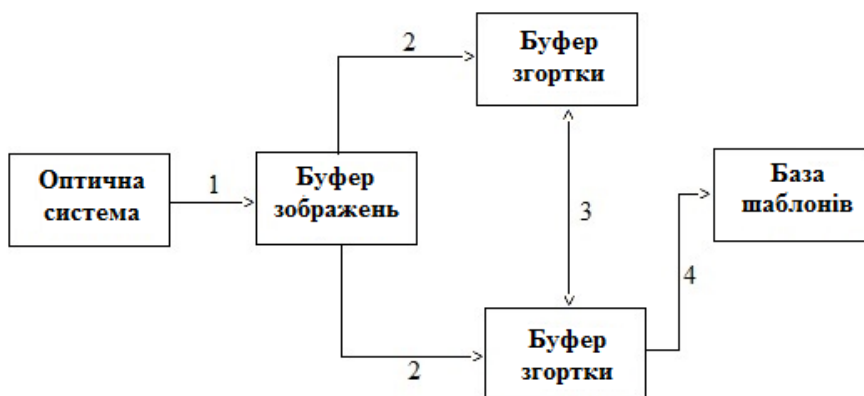 2
Буфер
згортки
Оптична
система
1
Буфер
зображень
3
База
шаблонів
4
2
Буфер
згортки